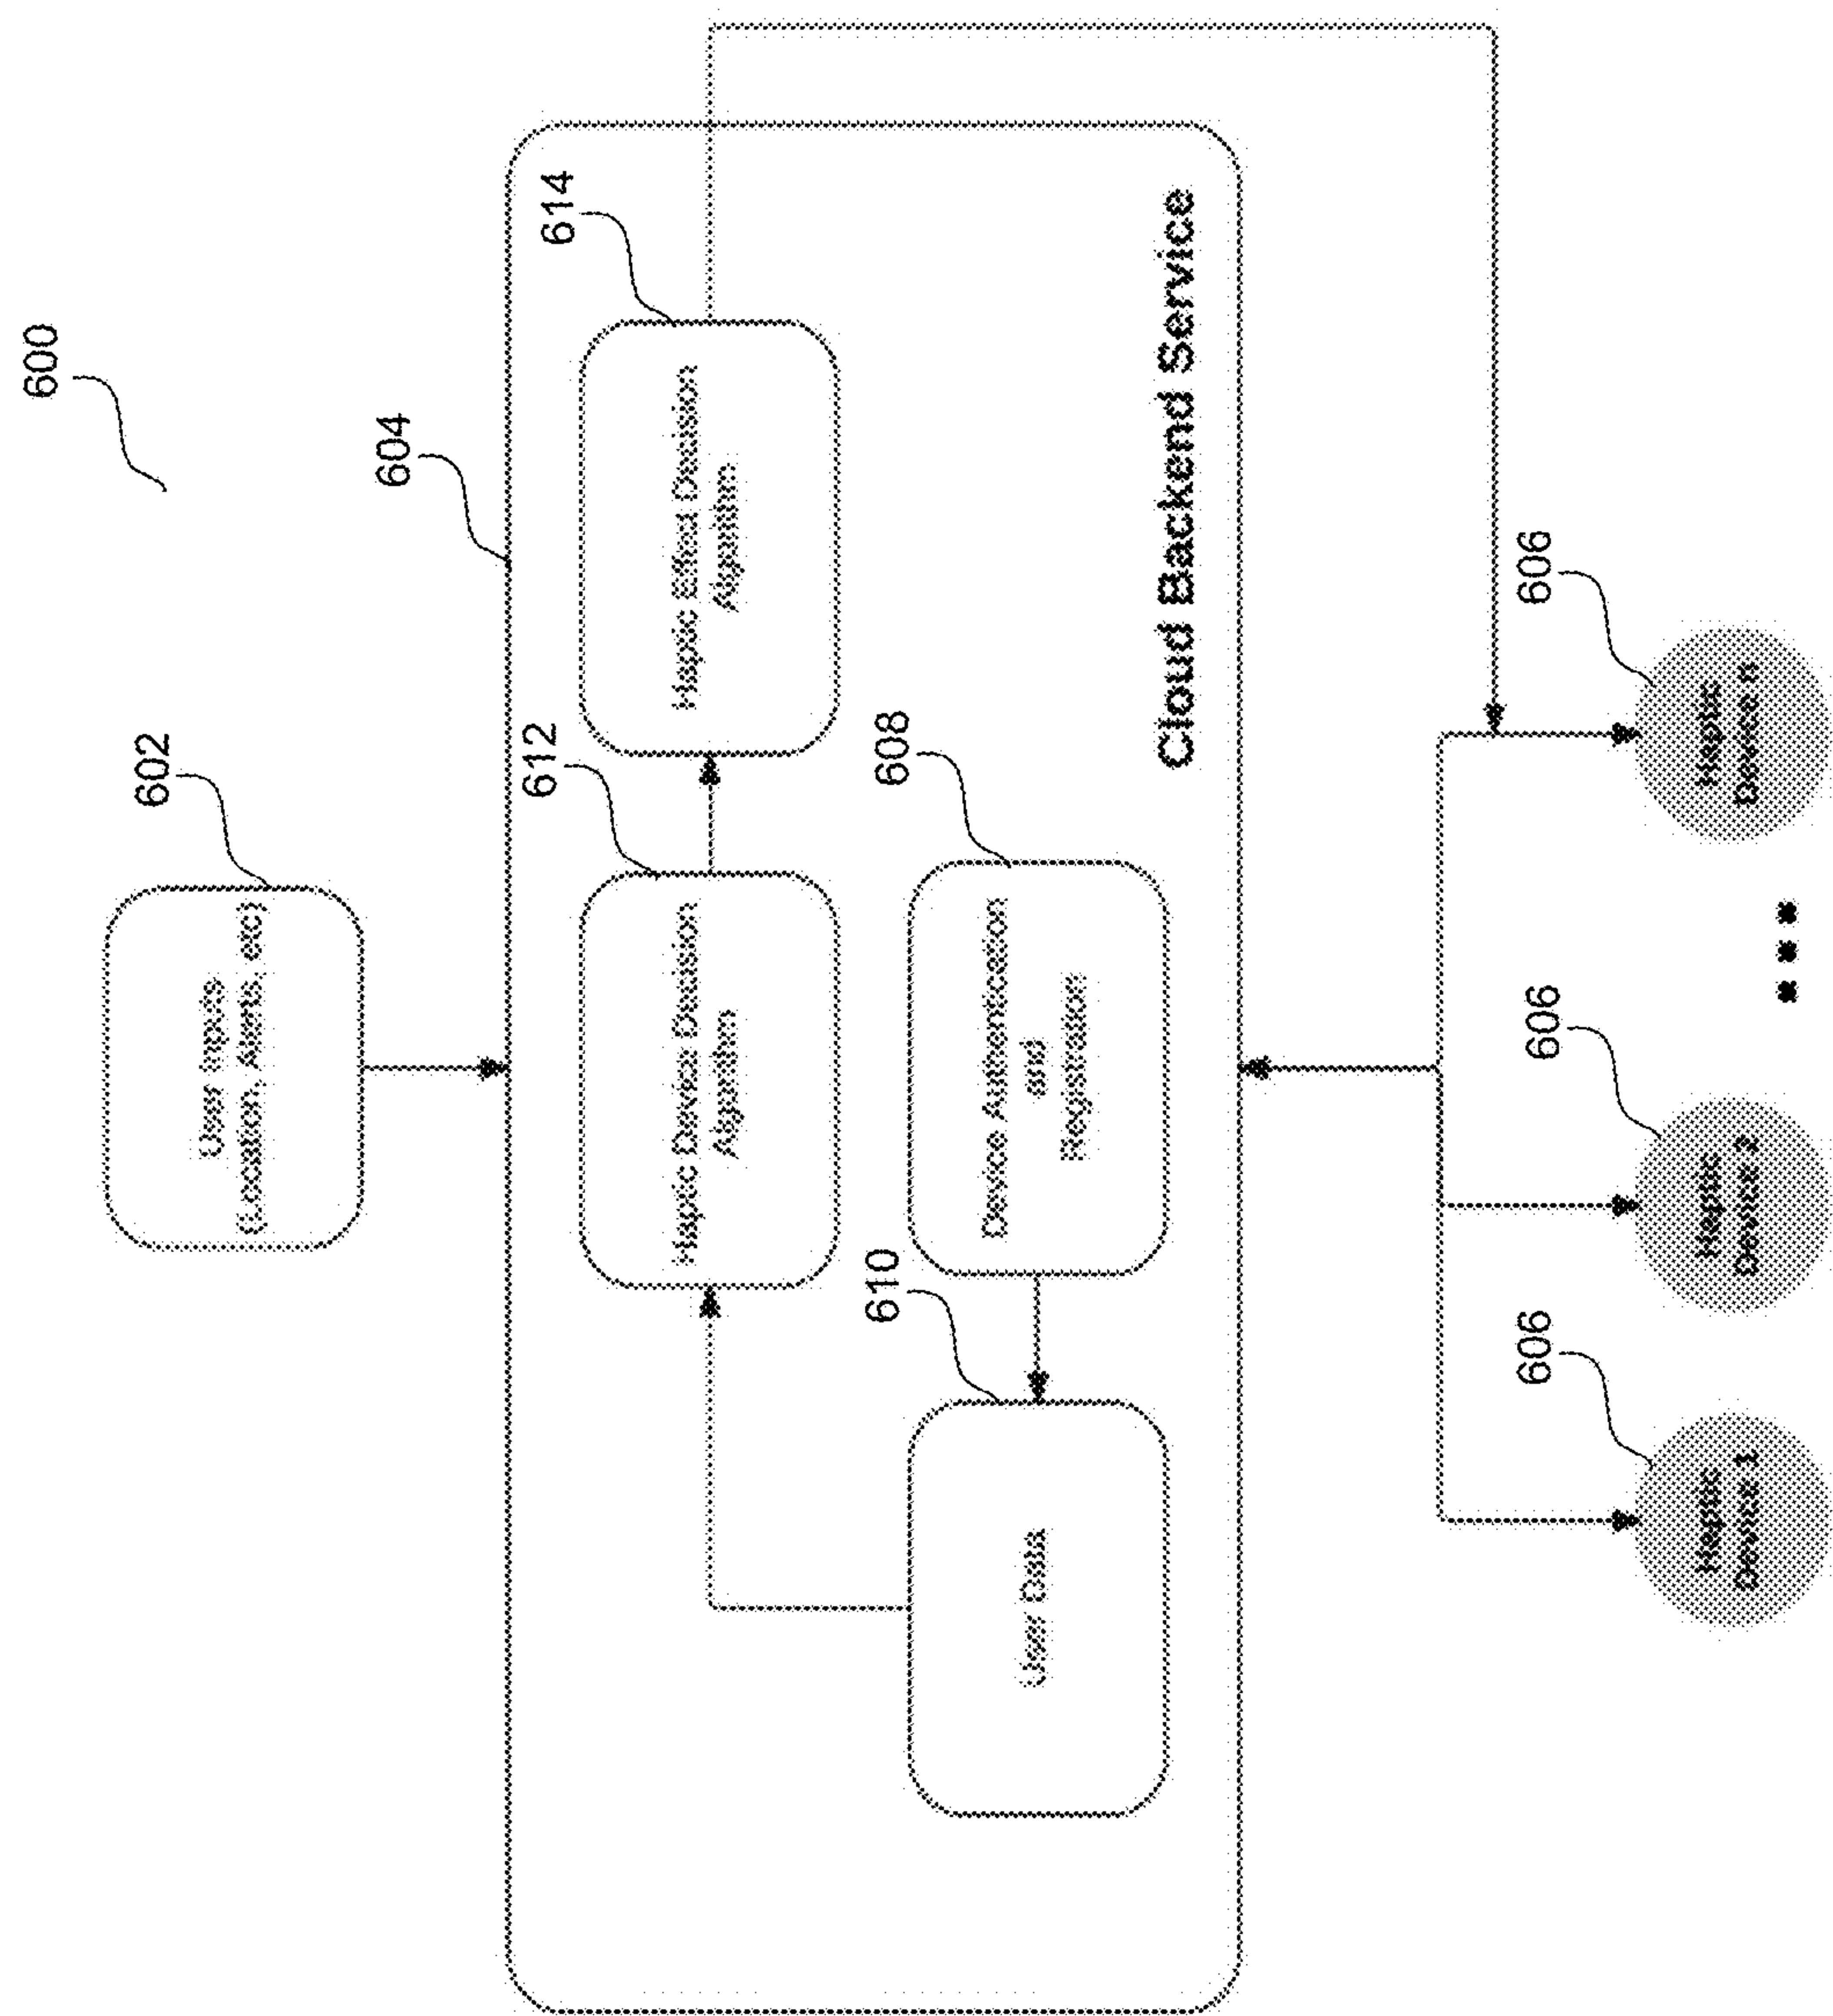 600
602
User Inputs
(Location, Alerts, etc)
604
612
Haptic Device Decision
Algorithm
614
Haptic Effect Decision
Algorithm
610
User Data
608
Device Authentication
and
Registration
Cloud Backend Service
606
Haptic
Device 1
606
Haptic
Device 2
606
Haptic
Device n